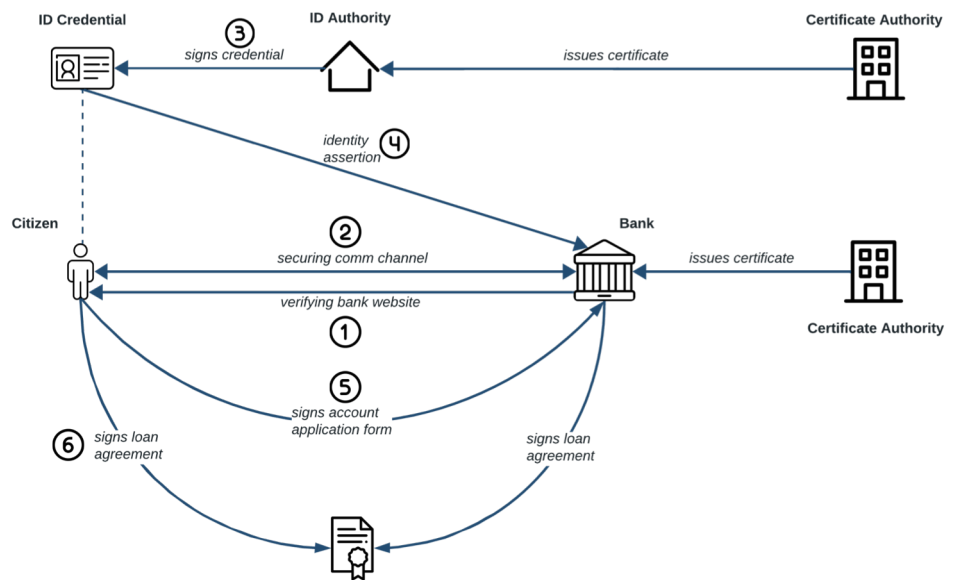 ID Credential
ID Authority
Certificate Authority
3
signs credential
issues certificate
identity
assertion
4
Citizen
Bank
2
securing comm channel
issues certificate
verifying bank website
1
Certificate Authority
5
signs account
application form
6
signs loan
agreement
signs loan
agreement